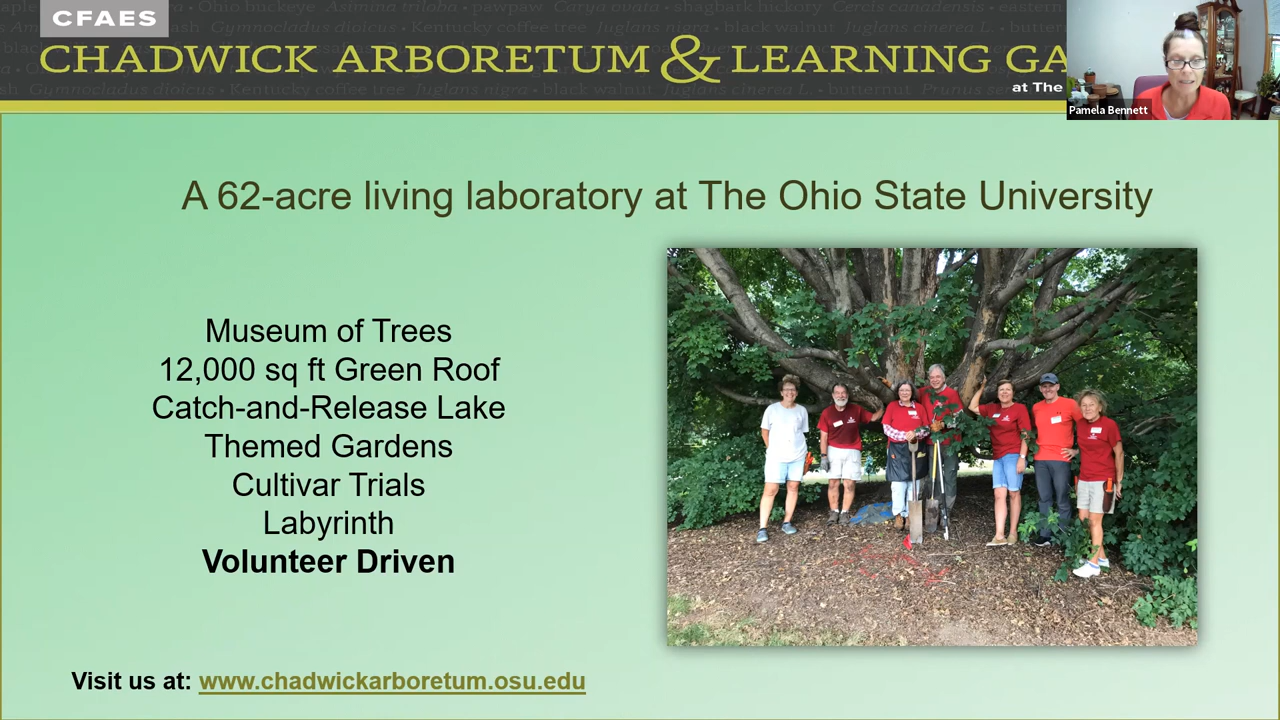 CFAES
CHADWICK ARBORETUM & LEARNING GA
at The
Pamela Bennett
A 62-acre living laboratory at The Ohio State University
Museum of Trees
12,000 sq ft Green Roof
Catch-and-Release Lake
Themed Gardens
Cultivar Trials
Labyrinth
Volunteer Driven
Visit us at: www.chadwickarboretum.osu.edu